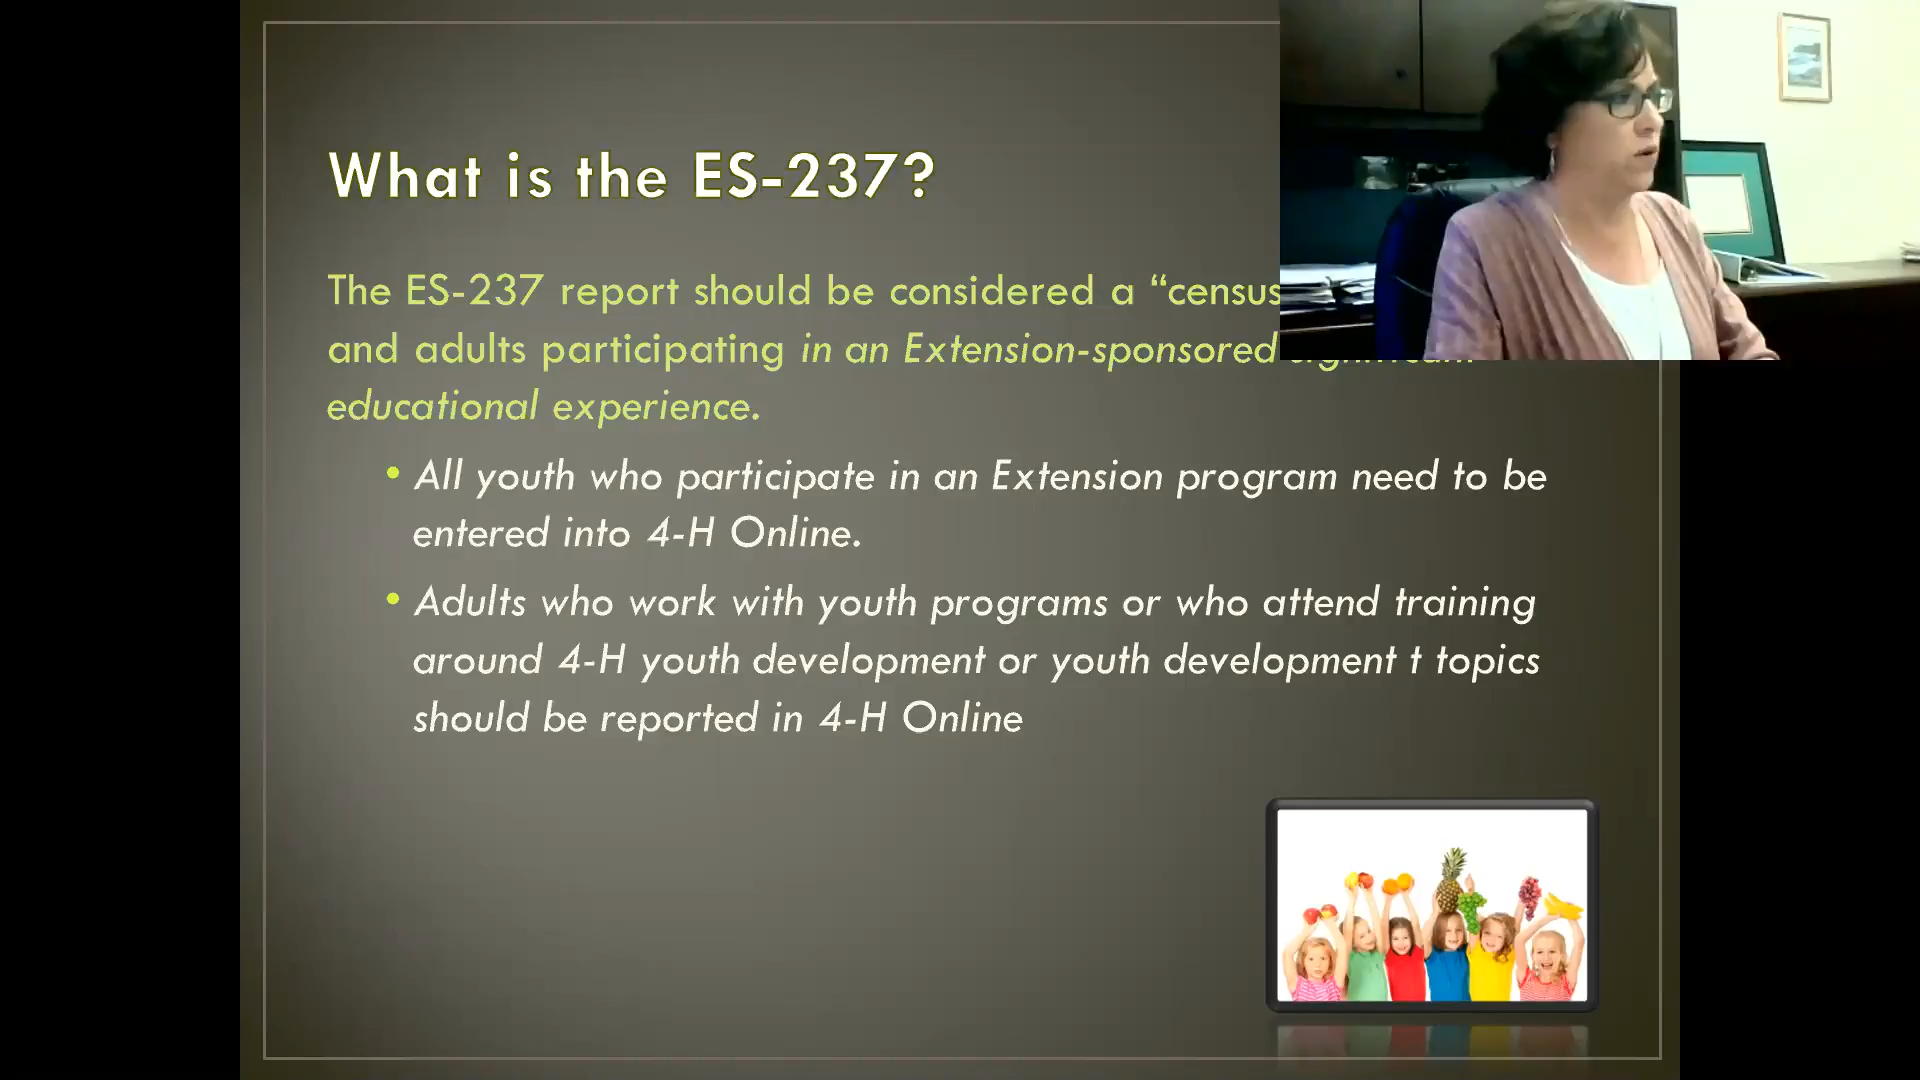 What is the ES-237?
The ES-237 report should be considered a “census
and adults participating in an Extension-sponsored
educational experience.
• All youth who participate in an Extension program need to be
entered into 4-H Online.
• Adults who work with youth programs or who attend training
around 4-H youth development or youth development t topics
should be reported in 4-H Online